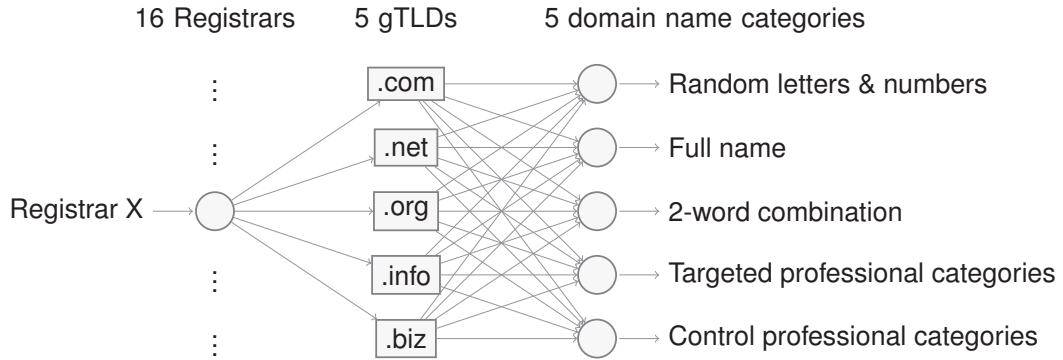 16 Registrars 5 gTLDs 5 domain name categories
.com Random letters & numbers
.net Full name
Registrar X .org 2-word combination
.info Targeted professional categories
.biz Control professional categories